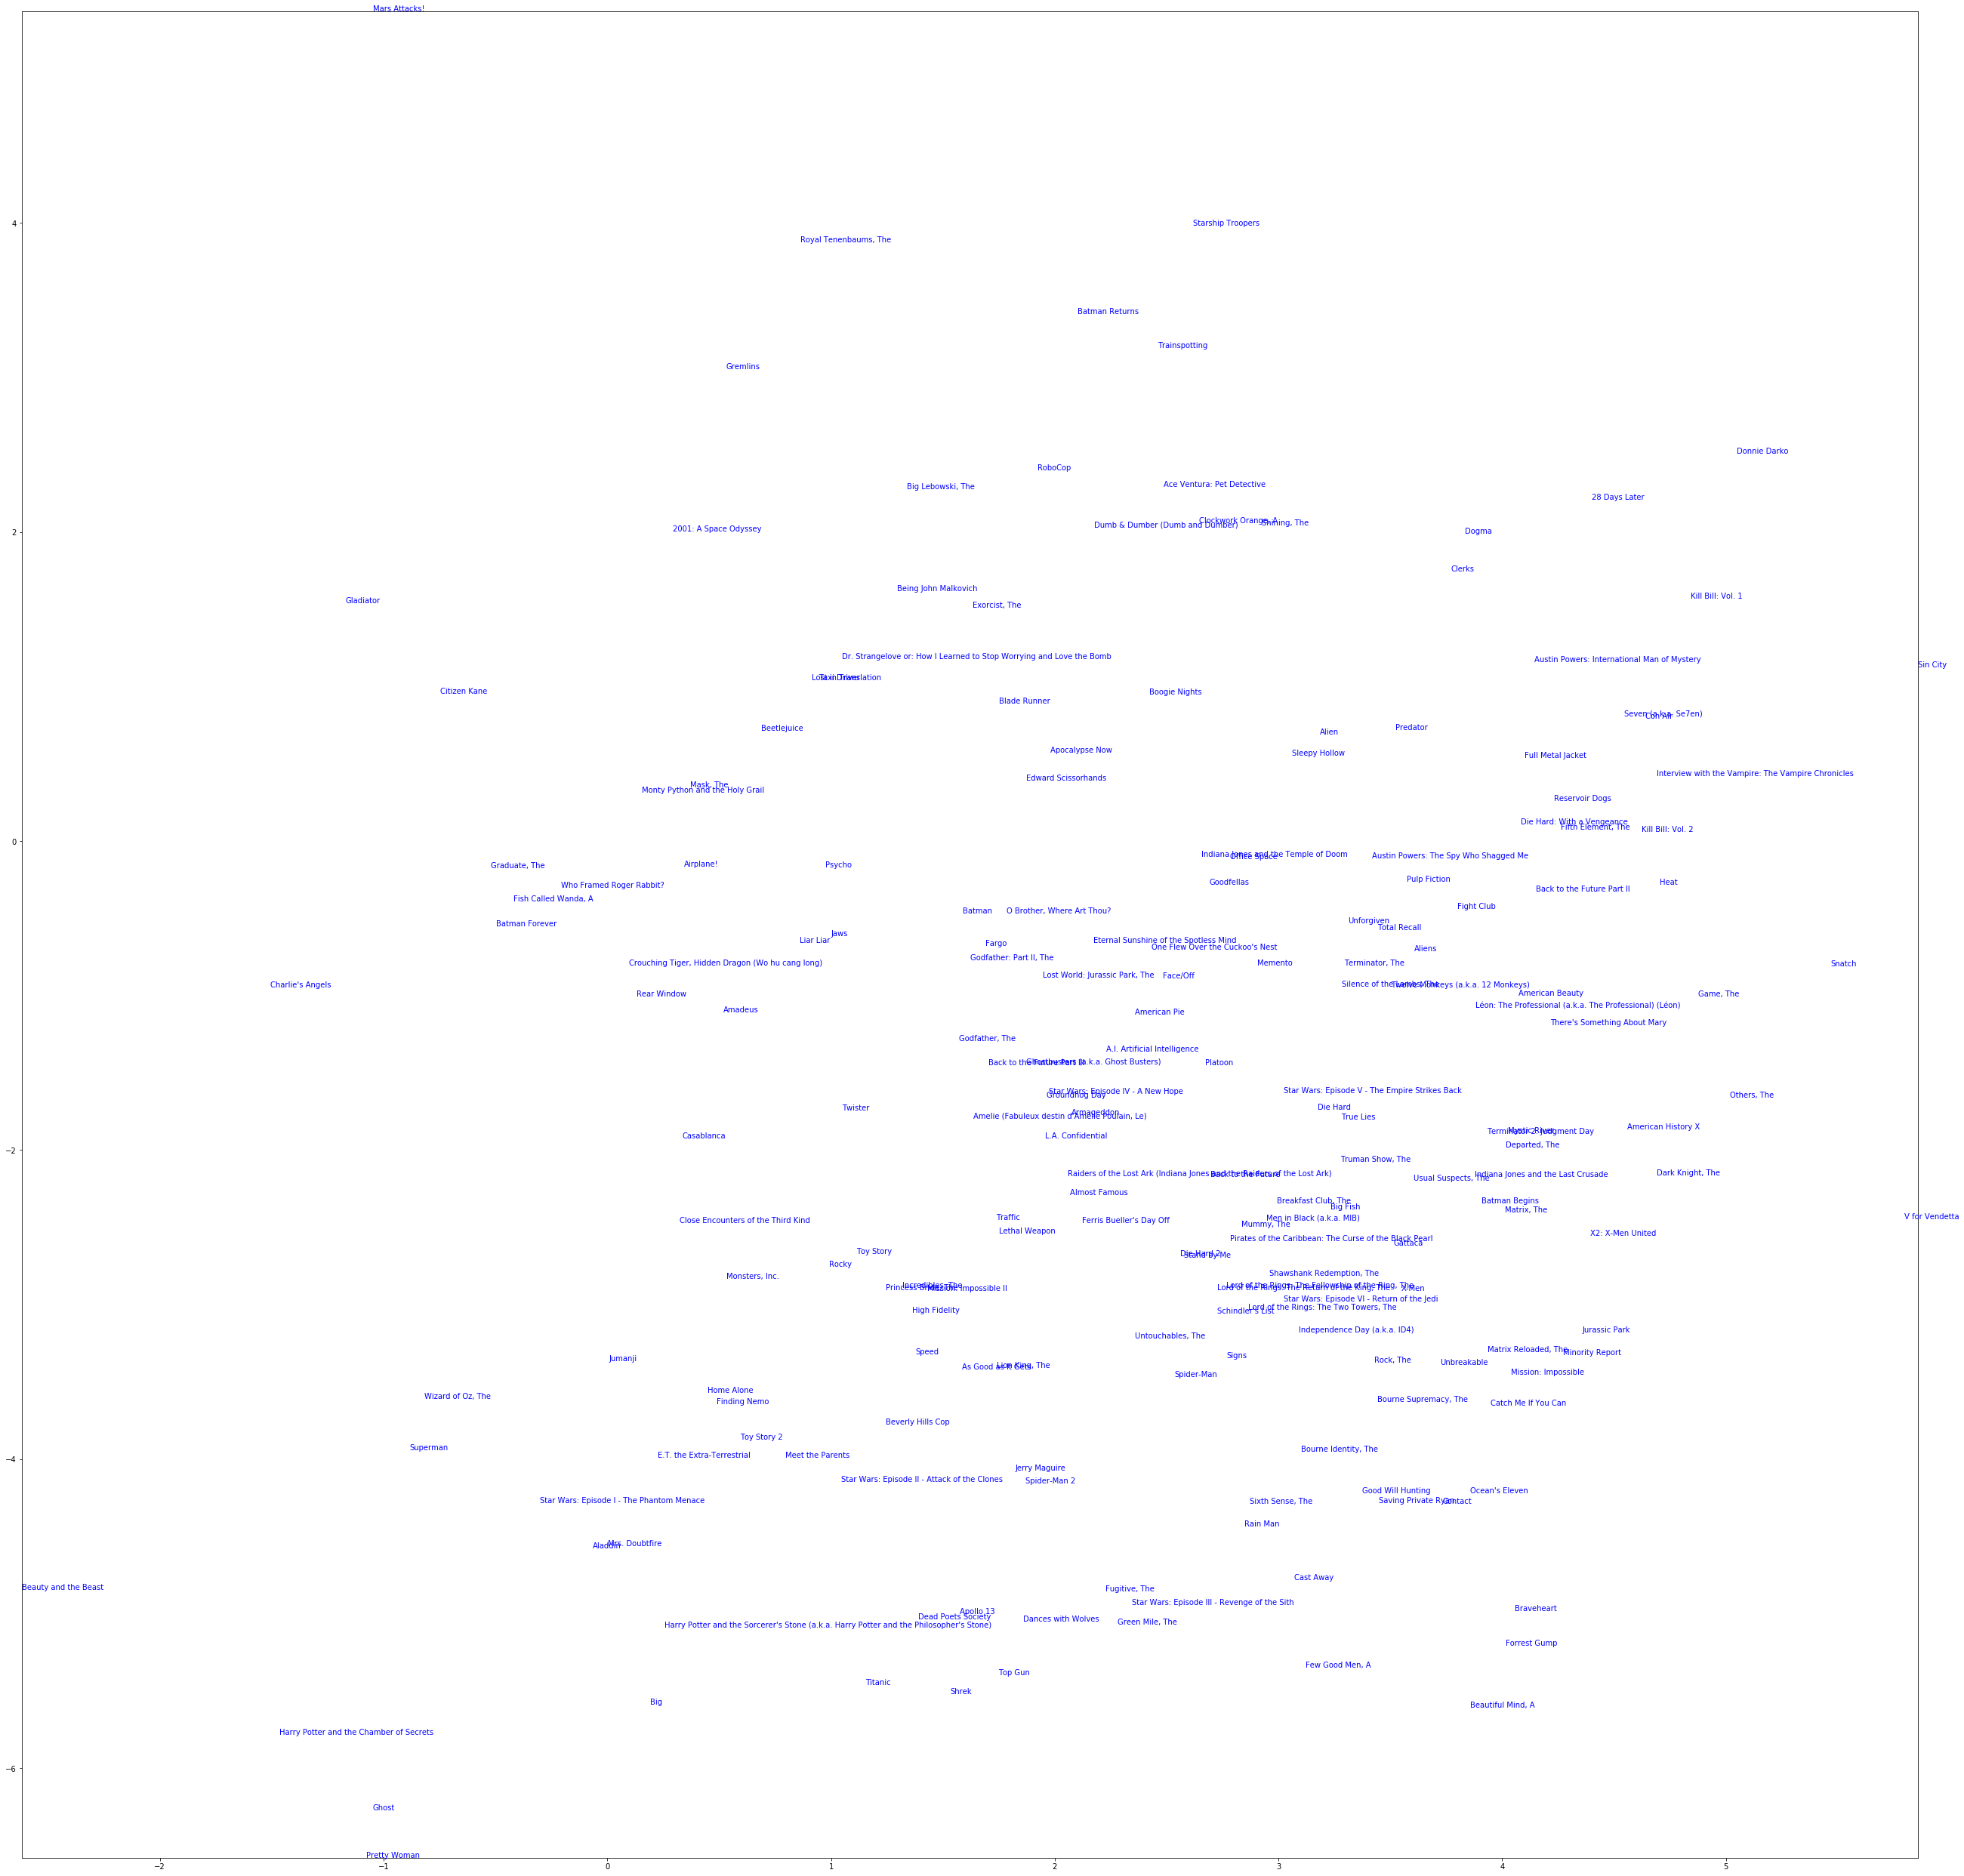 Mars Attacks!
4
Starship Troopers
Royal Tenenbaums, The
Batman Returns
Trainspotting
Gremlins
Donnie Darko
RoboCop
Ace Ventura: Pet Detective
Big Lebowski, The
28 Days Later
Clockwork Orange, A
Shining, The
Dumb & Dumber (Dumb and Dumber)
2
2001: A Space Odyssey
Dogma
Clerks
Being John Malkovich
Kill Bill: Vol. 1
Gladiator
Exorcist, The
Dr. Strangelove or: How I Learned to Stop Worrying and Love the Bomb
Austin Powers: International Man of Mystery
Sin City
Lost in Translation
Taxi Driver
Citizen Kane
Boogie Nights
Blade Runner
Seven (a.k.a. Se7en)
Con Air
Beetlejuice
Predator
Alien
Apocalypse Now
Sleepy Hollow
Full Metal Jacket
Interview with the Vampire: The Vampire Chronicles
Edward Scissorhands
Mask, The
Monty Python and the Holy Grail
Reservoir Dogs
Die Hard: With a Vengeance
Fifth Element, The
Kill Bill: Vol. 2
0
Indiana Jones and the Temple of Doom
Office Space
Austin Powers: The Spy Who Shagged Me
Graduate, The
Airplane!
Psycho
Pulp Fiction
Goodfellas
Heat
Who Framed Roger Rabbit?
Back to the Future Part II
Fish Called Wanda, A
Fight Club
Batman
O Brother, Where Art Thou?
Batman Forever
Unforgiven
Total Recall
Jaws
Liar Liar
Eternal Sunshine of the Spotless Mind
Fargo
One Flew Over the Cuckoo's Nest
Aliens
Godfather: Part II, The
Crouching Tiger, Hidden Dragon (Wo hu cang long)
Memento
Terminator, The
Snatch
Lost World: Jurassic Park, The
Face/Off
Charlie's Angels
Silence of the Lambs, The
Twelve Monkeys (a.k.a. 12 Monkeys)
Rear Window
American Beauty
Game, The
Léon: The Professional (a.k.a. The Professional) (Léon)
Amadeus
American Pie
There's Something About Mary
Godfather, The
A.I. Artificial Intelligence
Back to the Future Part III
Ghostbusters (a.k.a. Ghost Busters)
Platoon
Star Wars: Episode IV - A New Hope
Star Wars: Episode V - The Empire Strikes Back
Groundhog Day
Others, The
Twister
Die Hard
Armageddon
Amelie (Fabuleux destin d'Amélie Poulain, Le)
True Lies
American History X
Terminator 2: Judgment Day
Mystic River
Casablanca
L.A. Confidential
Departed, The
Truman Show, The
Raiders of the Lost Ark (Indiana Jones and the Raiders of the Lost Ark)
Back to the Future
Indiana Jones and the Last Crusade
Dark Knight, The
Usual Suspects, The
Almost Famous
Breakfast Club, The
Batman Begins
Big Fish
Matrix, The
Traffic
Men in Black (a.k.a. MIB)
V for Vendetta
Close Encounters of the Third Kind
Ferris Bueller's Day Off
Mummy, The
Lethal Weapon
X2: X-Men United
Pirates of the Caribbean: The Curse of the Black Pearl
Gattaca
Toy Story
Die Hard 2
Stand by Me
Rocky
Monsters, Inc.
Shawshank Redemption, The
Princess Bride, The
Incredibles, The
Mission: Impossible II
Lord of the Rings: The Fellowship of the Ring, The
Lord of the Rings: The Return of the King, The
X-Men
Star Wars: Episode VI - Return of the Jedi
Lord of the Rings: The Two Towers, The
High Fidelity
Schindler's List
Independence Day (a.k.a. ID4)
Jurassic Park
Untouchables, The
Matrix Reloaded, The
Speed
Minority Report
Signs
Jumanji
Rock, The
Unbreakable
As Good as It Gets
Lion King, The
Mission: Impossible
Spider-Man
Home Alone
Wizard of Oz, The
Finding Nemo
Bourne Supremacy, The
Catch Me If You Can
Beverly Hills Cop
Toy Story 2
Superman
Bourne Identity, The
E.T. the Extra-Terrestrial
Meet the Parents
Jerry Maguire
Star Wars: Episode II - Attack of the Clones
Spider-Man 2
Good Will Hunting
Ocean's Eleven
Star Wars: Episode I - The Phantom Menace
Sixth Sense, The
Saving Private Ryan
Contact
Rain Man
Aladdin
Mrs. Doubtfire
Cast Away
Beauty and the Beast
Fugitive, The
Star Wars: Episode III - Revenge of the Sith
Braveheart
Apollo 13
Dead Poets Society
Dances with Wolves
Green Mile, The
Harry Potter and the Sorcerer's Stone (a.k.a. Harry Potter and the Philosopher's Stone)
Forrest Gump
Few Good Men, A
Top Gun
Titanic
Shrek
Big
Beautiful Mind, A
Harry Potter and the Chamber of Secrets
Ghost
Pretty Woman
−2
−4
−6
−2 −1 0 1 2 3 4 5